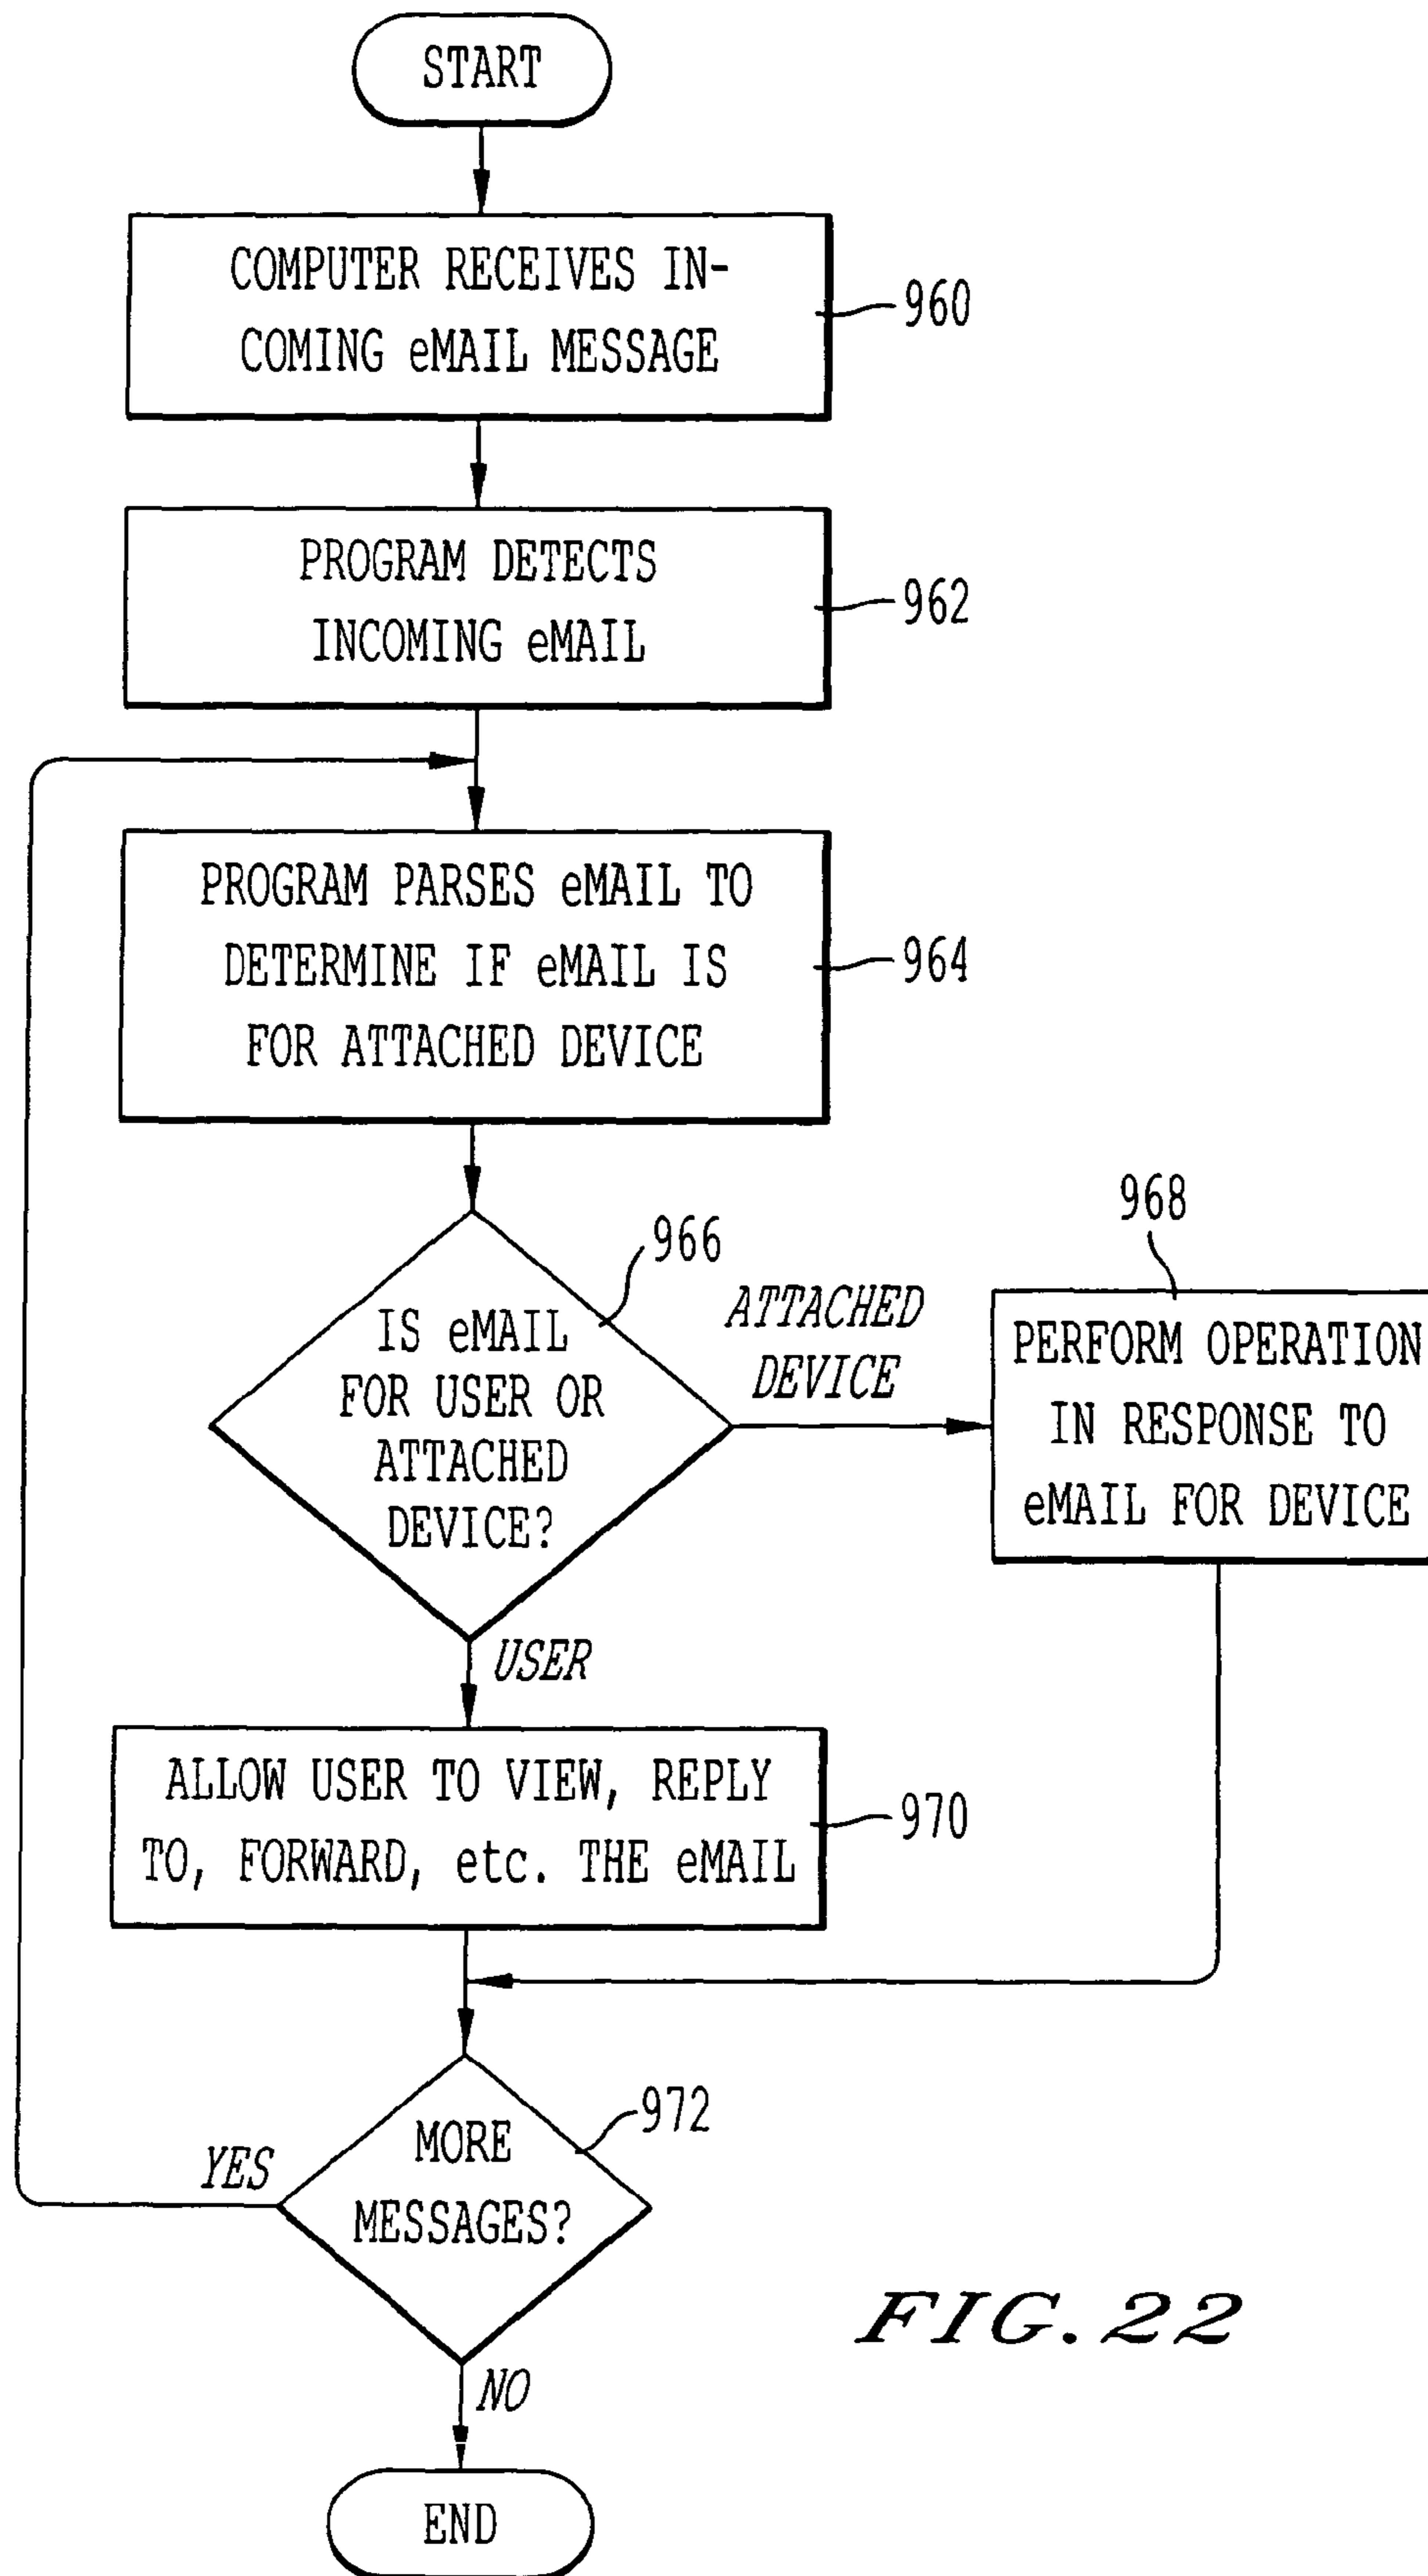 START
COMPUTER RECEIVES IN-
COMING eMAIL MESSAGE
960
PROGRAM DETECTS
INCOMING eMAIL
962
PROGRAM PARSES eMAIL TO
DETERMINE IF eMAIL IS
FOR ATTACHED DEVICE
964
966
IS eMAIL
FOR USER OR
ATTACHED
DEVICE?
ATTACHED
DEVICE
968
PERFORM OPERATION
IN RESPONSE TO
eMAIL FOR DEVICE
USER
ALLOW USER TO VIEW, REPLY
TO, FORWARD, etc. THE eMAIL
970
972
MORE
MESSAGES?
YES
NO
END
FIG. 22